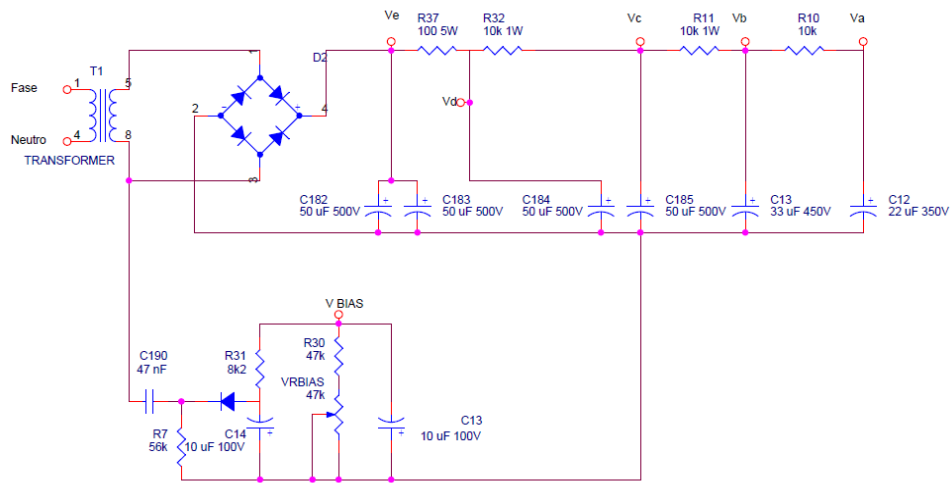 Ve
R37
100 5W
R32
10k 1W
Vc
R11
10k 1W
Vb
R10
10k
Va
T1
Fase
1
5
Neutro
4
8
TRANSFORMER
1
D2
2
-
+
4
3
Vd
C182
50 uF 500V
+
C183
50 uF 500V
+
C184
50 uF 500V
+
C185
50 uF 500V
+
C13
33 uF 450V
+
C12
22 uF 350V
+
V BIAS
C190
47 nF
R31
8k2
R30
47k
VRBIAS
47k
R7
56k
C14
10 uF 100V
+
C13
10 uF 100V
+